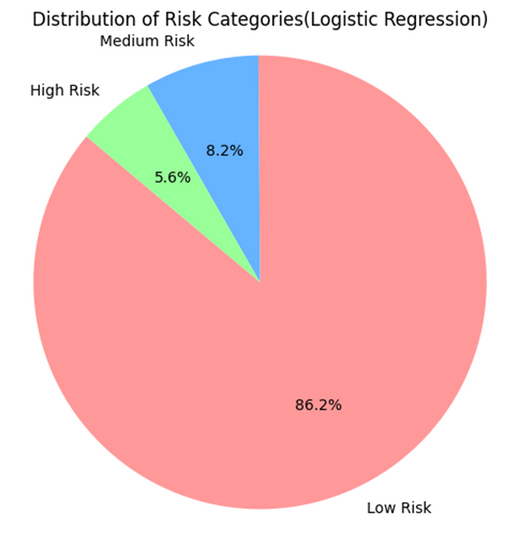 Distribution of Risk Categories(Logistic Regression)
Medium Risk
High Risk
8.2%
5.6%
86.2%
Low Risk